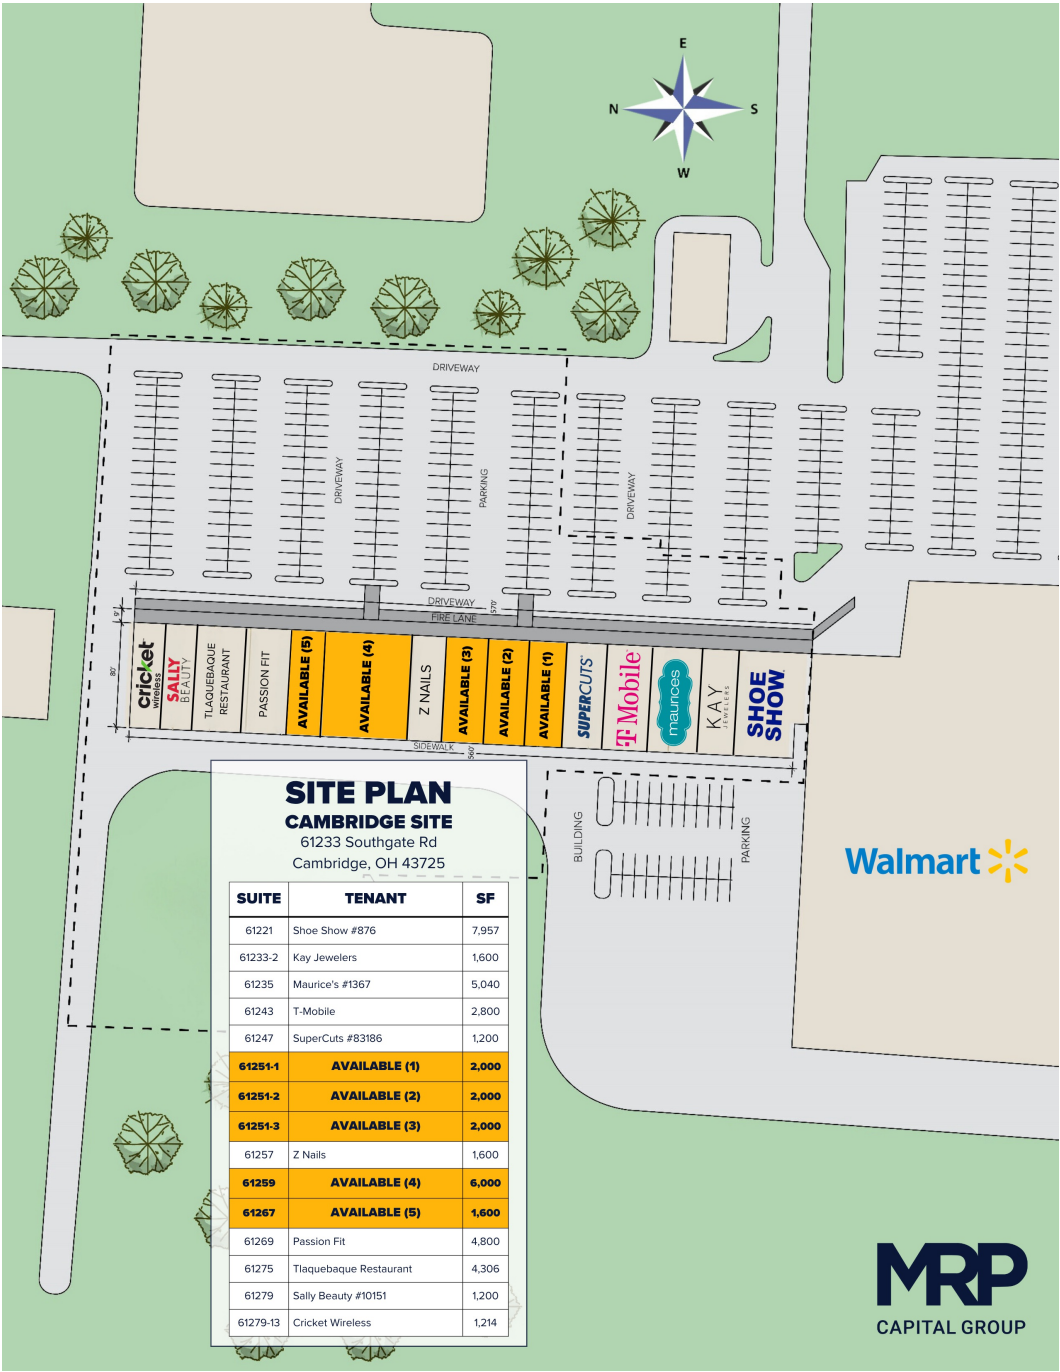 E
N
S
W
DRIVEWAY
DRIVEWAY
PARKING
DRIVEWAY
DRIVEWAY
570'
FIRE LANE
9'
80'
cricket
wireless
SALLY
BEAUTY
TLAQUEBAQUE
RESTAURANT
PASSION FIT
AVAILABLE (5)
AVAILABLE (4)
Z NAILS
AVAILABLE (3)
AVAILABLE (2)
AVAILABLE (1)
SUPERCUTS®
T Mobile
maurices
KAY
JEWELERS
SHOE
SHOW
SIDEWALK
560'
BUILDING
PARKING
Walmart
SITE PLAN
CAMBRIDGE SITE
61233 Southgate Rd
Cambridge, OH 43725
SUITE TENANT SF
61221 Shoe Show #876 7,957
61233-2 Kay Jewelers 1,600
61235 Maurice's #1367 5,040
61243 T-Mobile 2,800
61247 SuperCuts #83186 1,200
61251-1 AVAILABLE (1) 2,000
61251-2 AVAILABLE (2) 2,000
61251-3 AVAILABLE (3) 2,000
61257 Z Nails 1,600
61259 AVAILABLE (4) 6,000
61267 AVAILABLE (5) 1,600
61269 Passion Fit 4,800
61275 Tlaquebaque Restaurant 4,306
61279 Sally Beauty #10151 1,200
61279-13 Cricket Wireless 1,214
MRP
CAPITAL GROUP